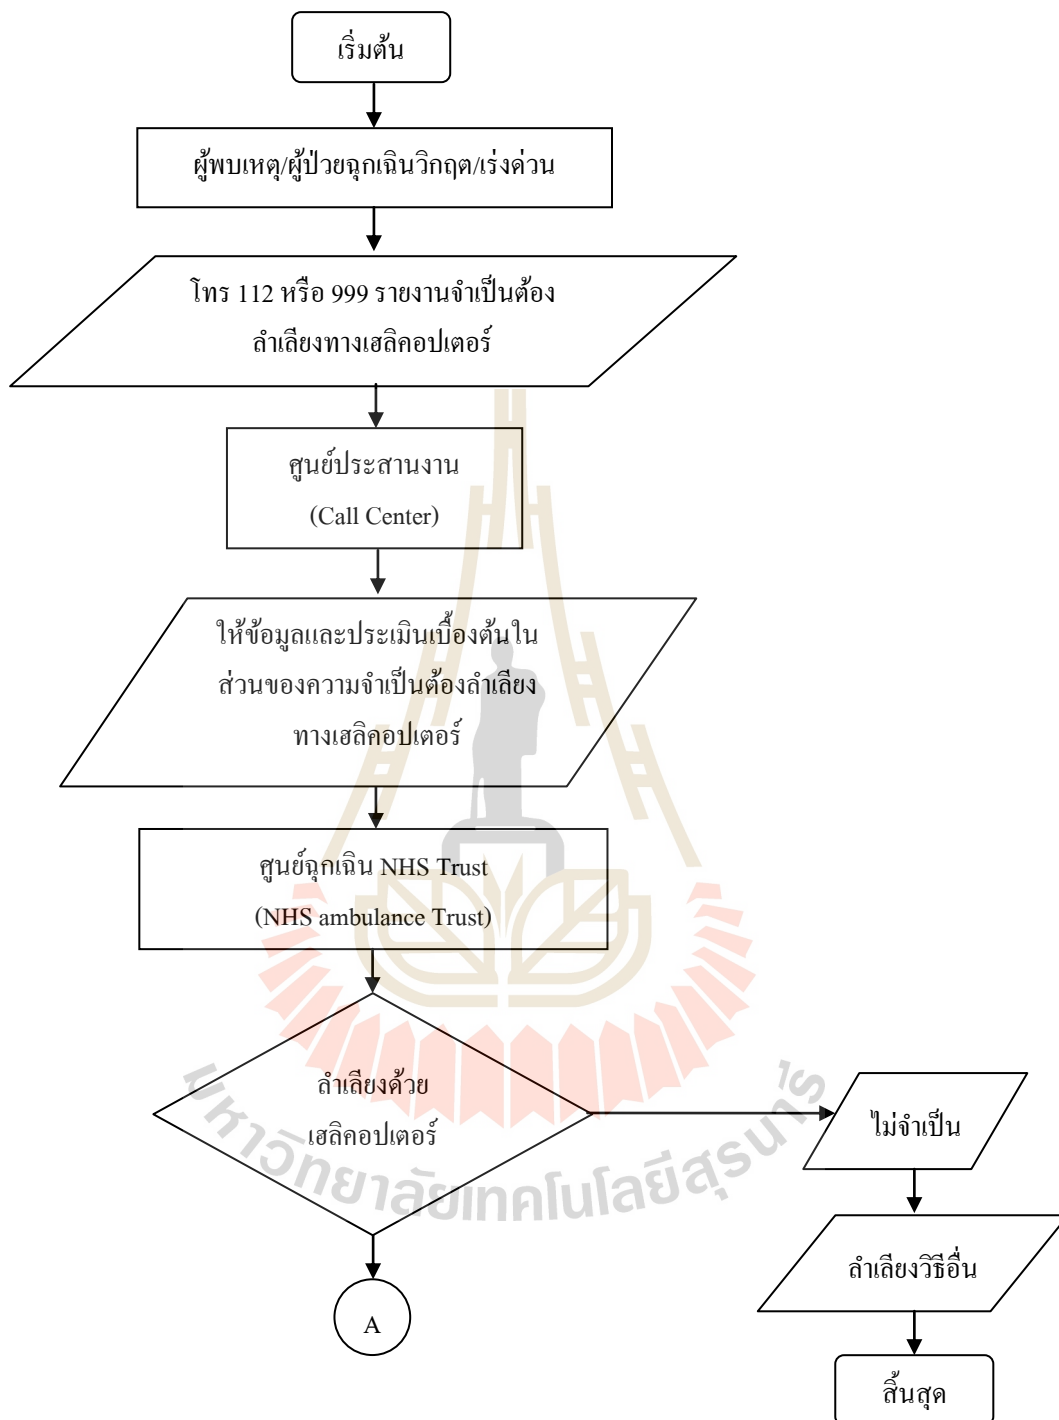 เริ่มต้น
ผู้พบเหตุ/ผู้ป่วยฉุกเฉินวิกฤต/เร่งด่วน
โทร 112 หรือ 999 รายงานจำเป็นต้อง
ลำเลียงทางเฮลิคอปเตอร์
ศูนย์ประสานงาน
(Call Center)
ให้ข้อมูลและประเมินเบื้องต้นใน
ส่วนของความจำเป็นต้องลำเลียง
ทางเฮลิคอปเตอร์
ศูนย์ฉุกเฉิน NHS Trust
(NHS ambulance Trust)
ลำเลียงด้วย
เฮลิคอปเตอร์
ไม่จำเป็น
มหาวิทยาลัยเทคโนโลยีสุรนารี
ลำเลียงวิธีอื่น
A
สิ้นสุด